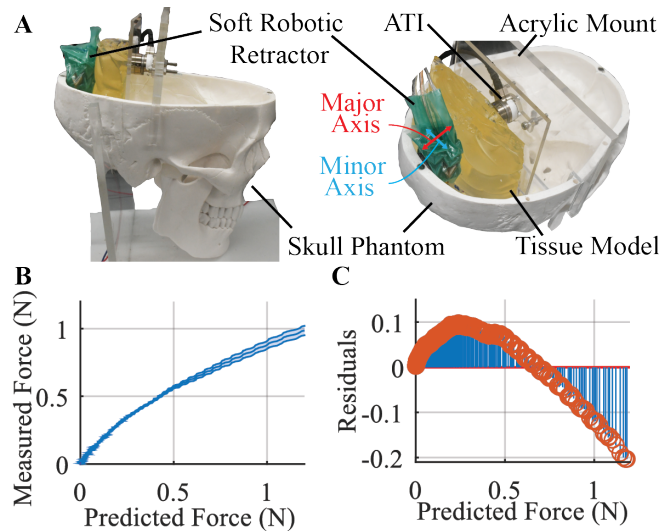 A
Soft Robotic
Retractor
ATI
Acrylic Mount
Major
Axis
Minor
Axis
Skull Phantom
Tissue Model
B
Measured Force (N)
1
0.5
0
0
0.5
1
Predicted Force (N)
C
Residuals
0.1
0
-0.1
-0.2
0
0.5
1
Predicted Force (N)